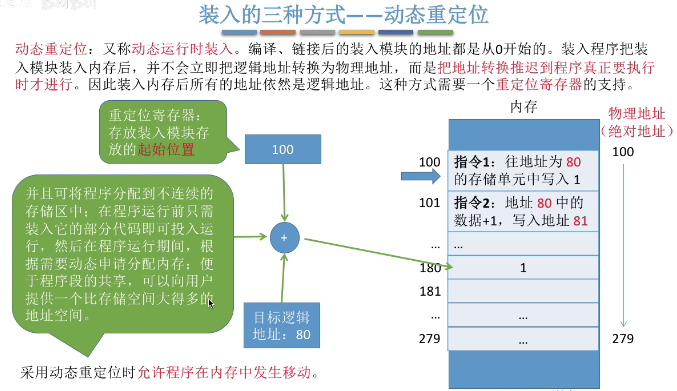 装入的三种方式——动态重定位
动态重定位：又称动态运行时装入。编译、链接后的装入模块的地址都是从0开始的。装入程序把装
入模块装入内存后，并不会立即把逻辑地址转换为物理地址，而是把地址转换推迟到程序真正要执行
时才进行。因此装入内存后所有的地址依然是逻辑地址。这种方式需要一个重定位寄存器的支持。
重定位寄存器：
存放装入模块存
放的起始位置
100
并且可将程序分配到不连续的
存储区中；在程序运行前只需
装入它的部分代码即可投入运
行，然后在程序运行期间，根
据需要动态申请分配内存；便
于程序段的共享，可以向用户
提供一个比存储空间大得多的
地址空间。
+
目标逻辑
地址：80
采用动态重定位时允许程序在内存中发生移动。
内存
物理地址
（绝对地址）
100
指令1：往地址为 80
的存储单元中写入 1
100
101
指令2：地址 80 中的
数据+1，写入地址 81
...
...
180
1
181
...
...
279
...
279